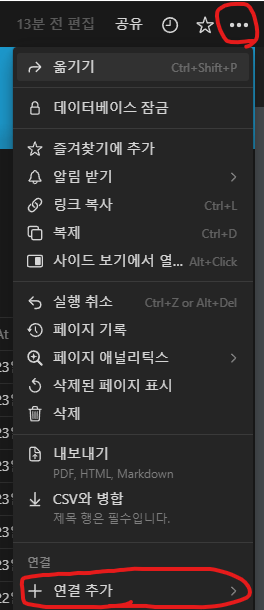 13분 전 편집 공유
옮기기 Ctrl+Shift+P
데이터베이스 잠금
즐겨찾기에 추가
알림 받기
링크 복사 Ctrl+L
복제 Ctrl+D
사이드 보기에서 열... Alt+Click
실행 취소 Ctrl+Z or Alt+Del
페이지 기록
페이지 애널리틱스
삭제된 페이지 표시
삭제
내보내기
PDF, HTML, Markdown
CSV와 병합
제목 행은 필수입니다.
연결
연결 추가